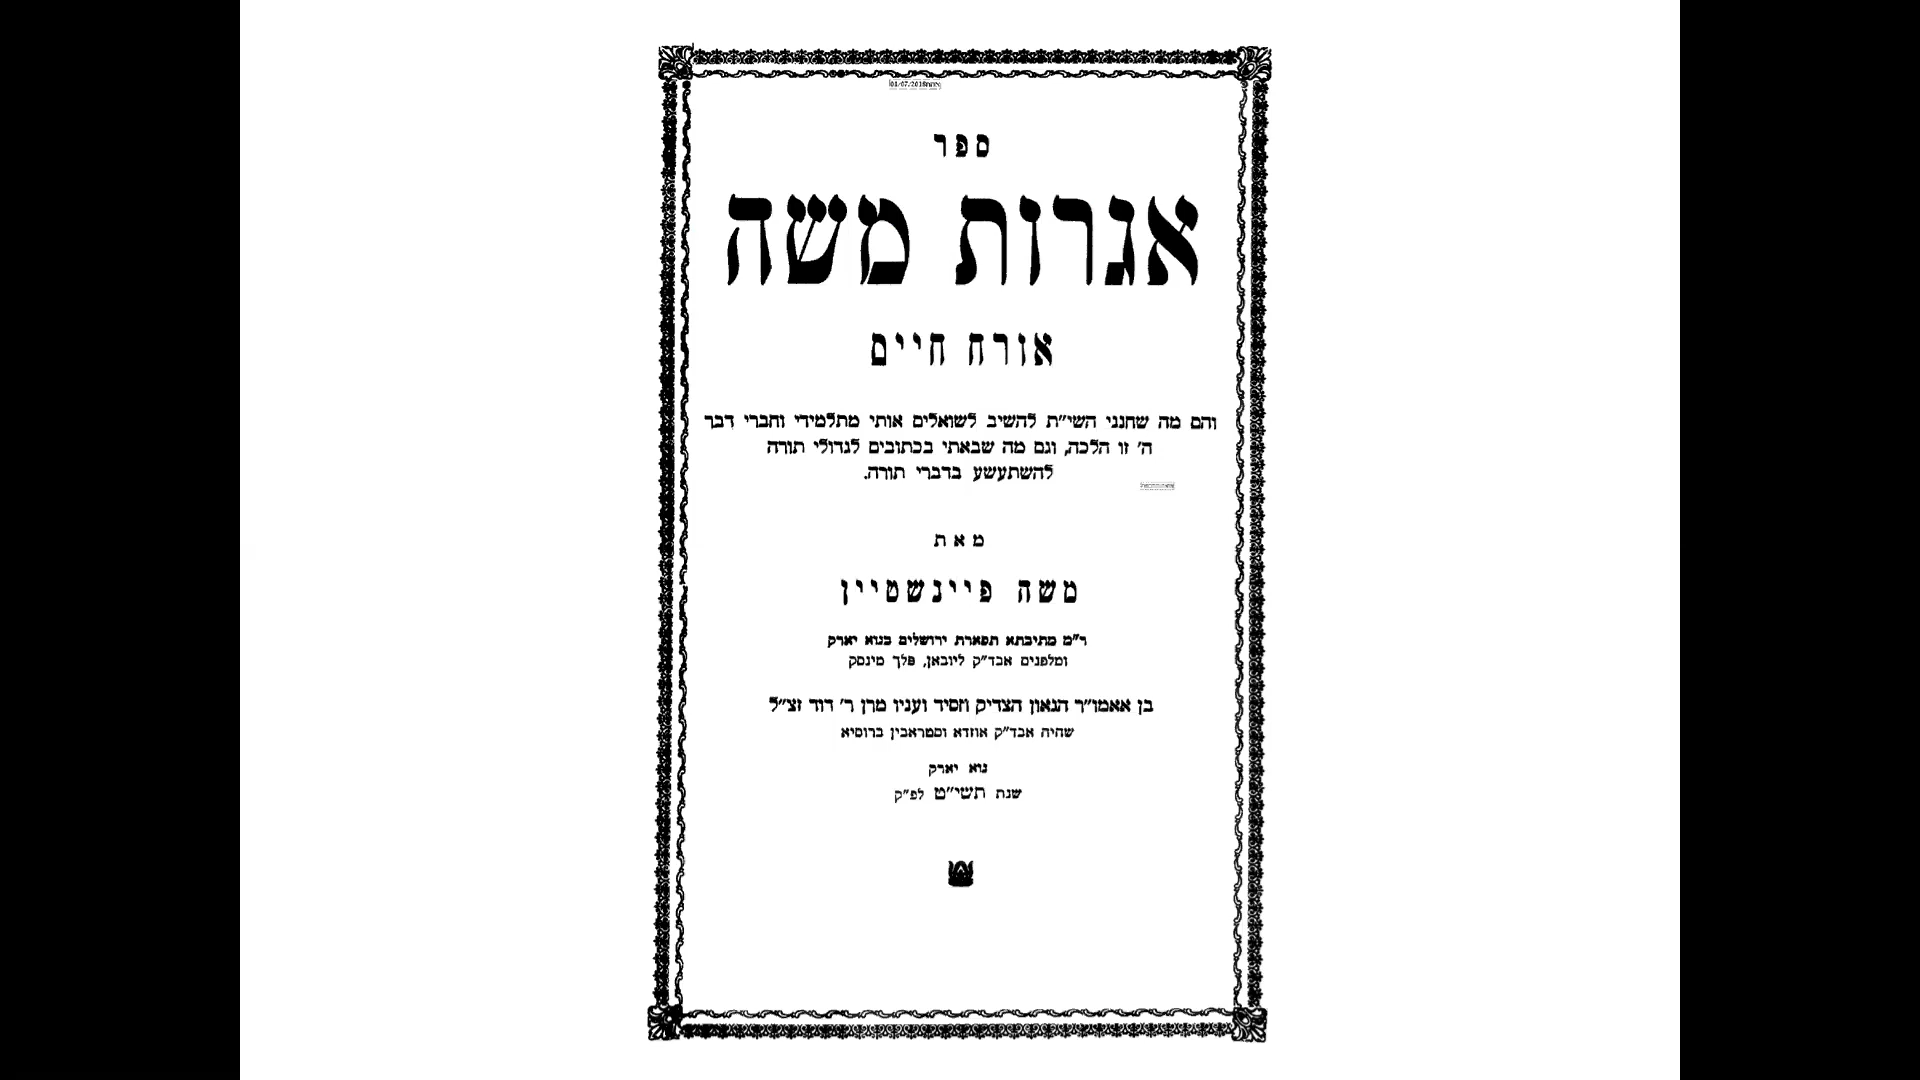 ספר
אגרות משה
אורח חיים
והם מה שחנני השי״ת להשיב לשואלים אותי מתלמידי וחברי דבר
ה׳ זו הלכה, וגם מה שבאתי בכתובים לגדולי תורה
להשתעשע בדברי תורה.
מאת
משה פיינשטיין
ר"מ מתיבתא תפארת ירושלים בנוא יארק
ומלפנים אבד״ק ליובאן, פלך מינסק
בן אאמו״ר הגאון הצדיק וחסיד ועניו מרן ר׳ דוד זצ״ל
שהיה אבד״ק אוזדא וסטראבין ברוסיא
נוא יארק
שנת תשי״ט לפ״ק